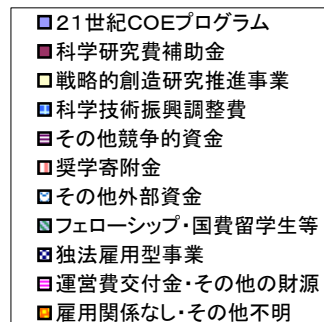 21世紀COEプログラム
科学研究費補助金
戦略的創造研究推進事業
科学技術振興調整費
その他競争的資金
奨学寄附金
その他外部資金
フェローシップ・国費留学生等
独法雇用型事業
運営費交付金・その他の財源
雇用関係なし・その他不明